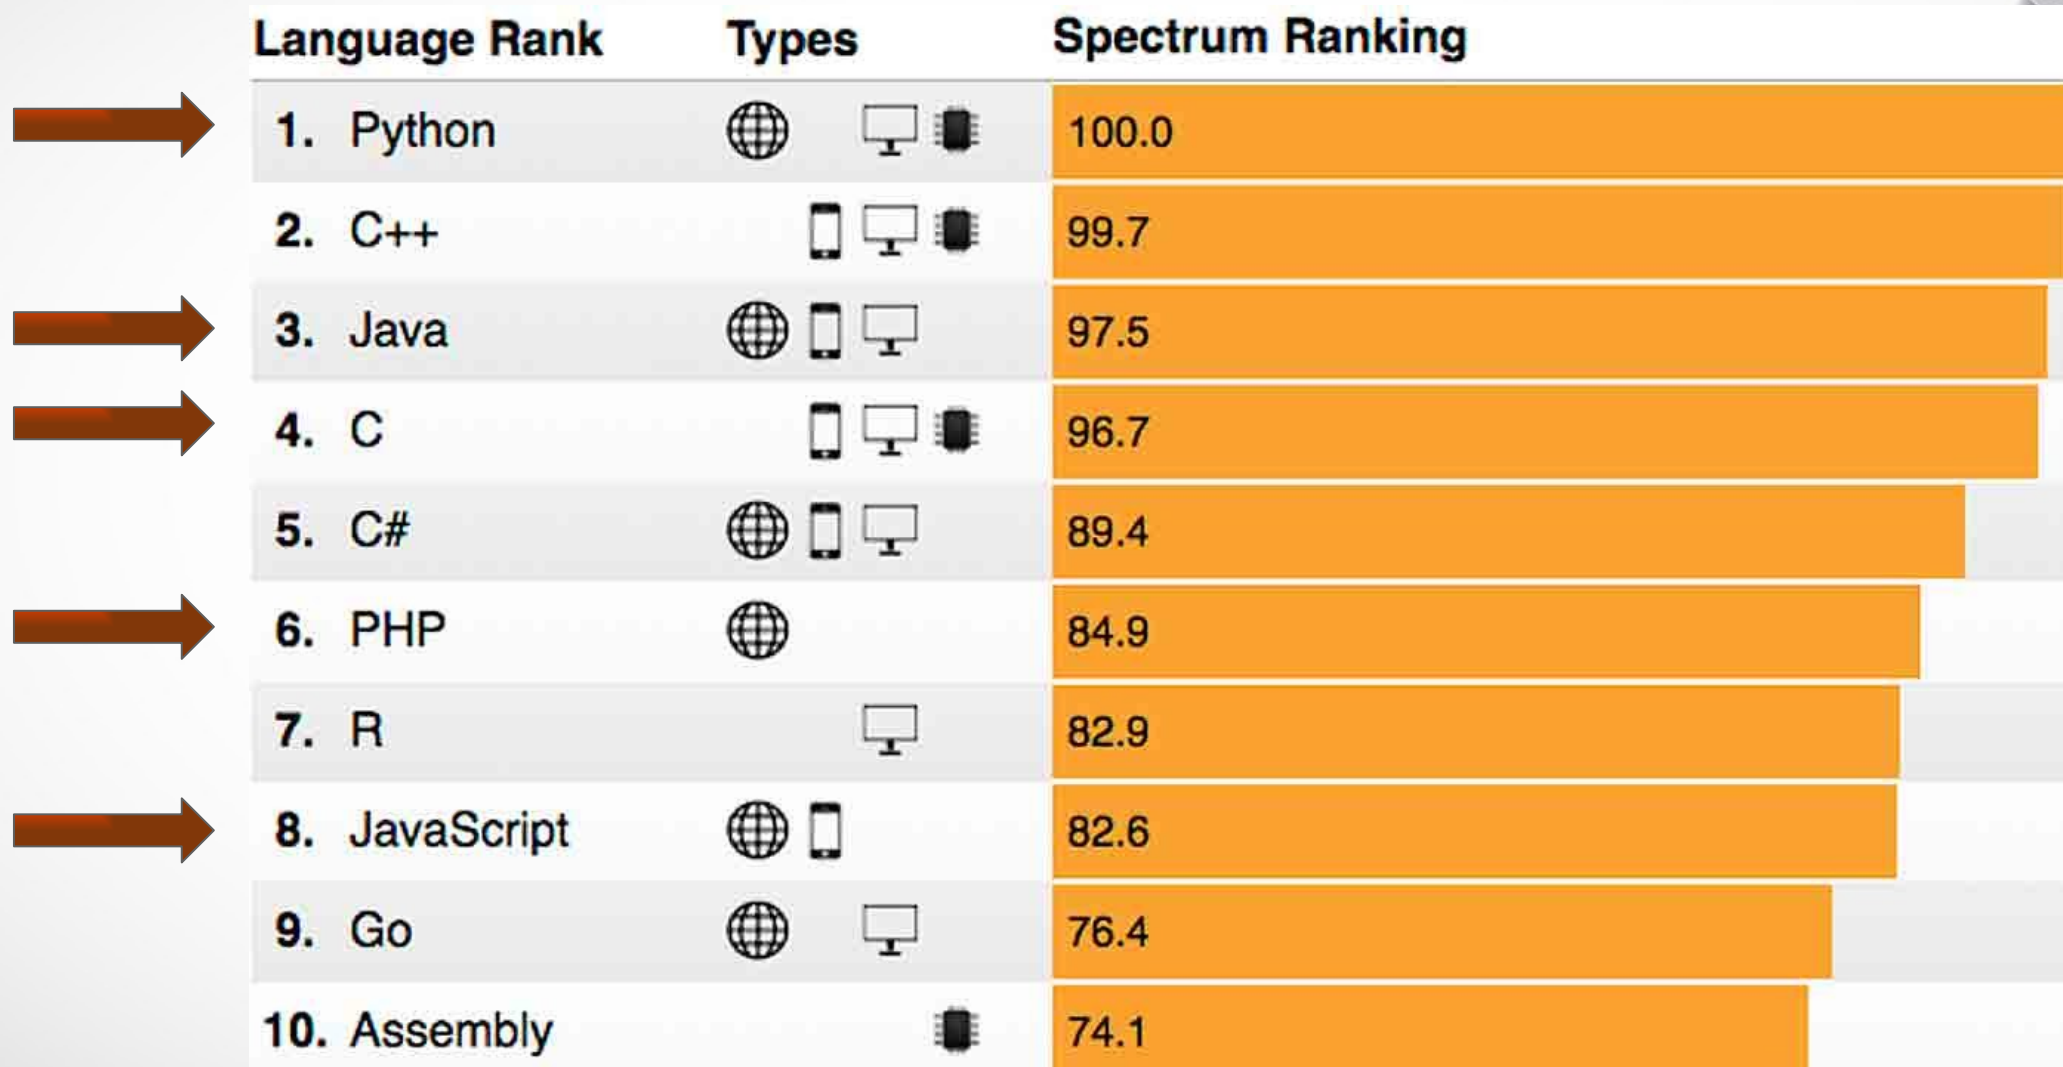 Language Rank Types Spectrum Ranking
1. Python 100.0
2. C++ 99.7
3. Java 97.5
4. C 96.7
5. C# 89.4
6. PHP 84.9
7. R 82.9
8. JavaScript 82.6
9. Go 76.4
10. Assembly 74.1